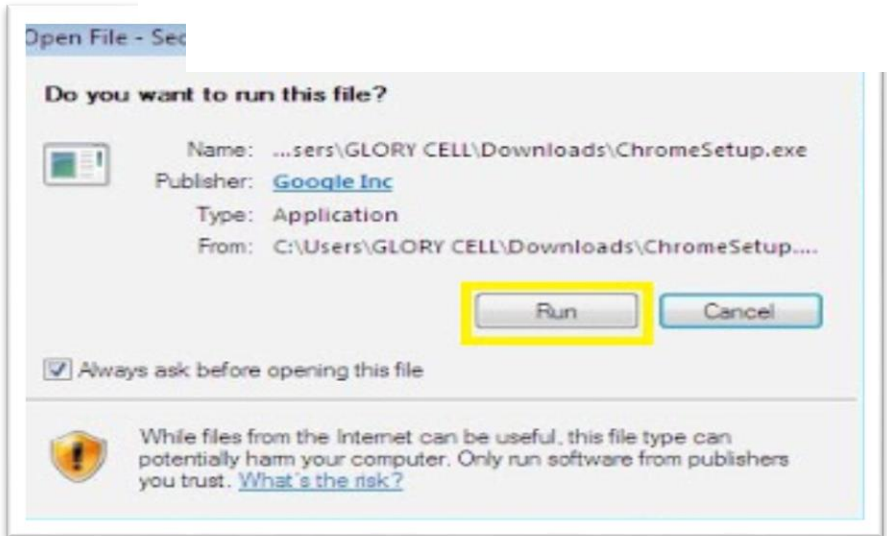 Open File - Sec
Do you want to run this file?
Name: ...sers\GLORY CELL\Downloads\ChromeSetup.exe
Publisher: Google Inc
Type: Application
From: C:\Users\GLORY CELL\Downloads\ChromeSetup....
Run Cancel
Always ask before opening this file
While files from the Internet can be useful, this file type can
potentially harm your computer. Only run software from publishers
you trust. What's the risk?